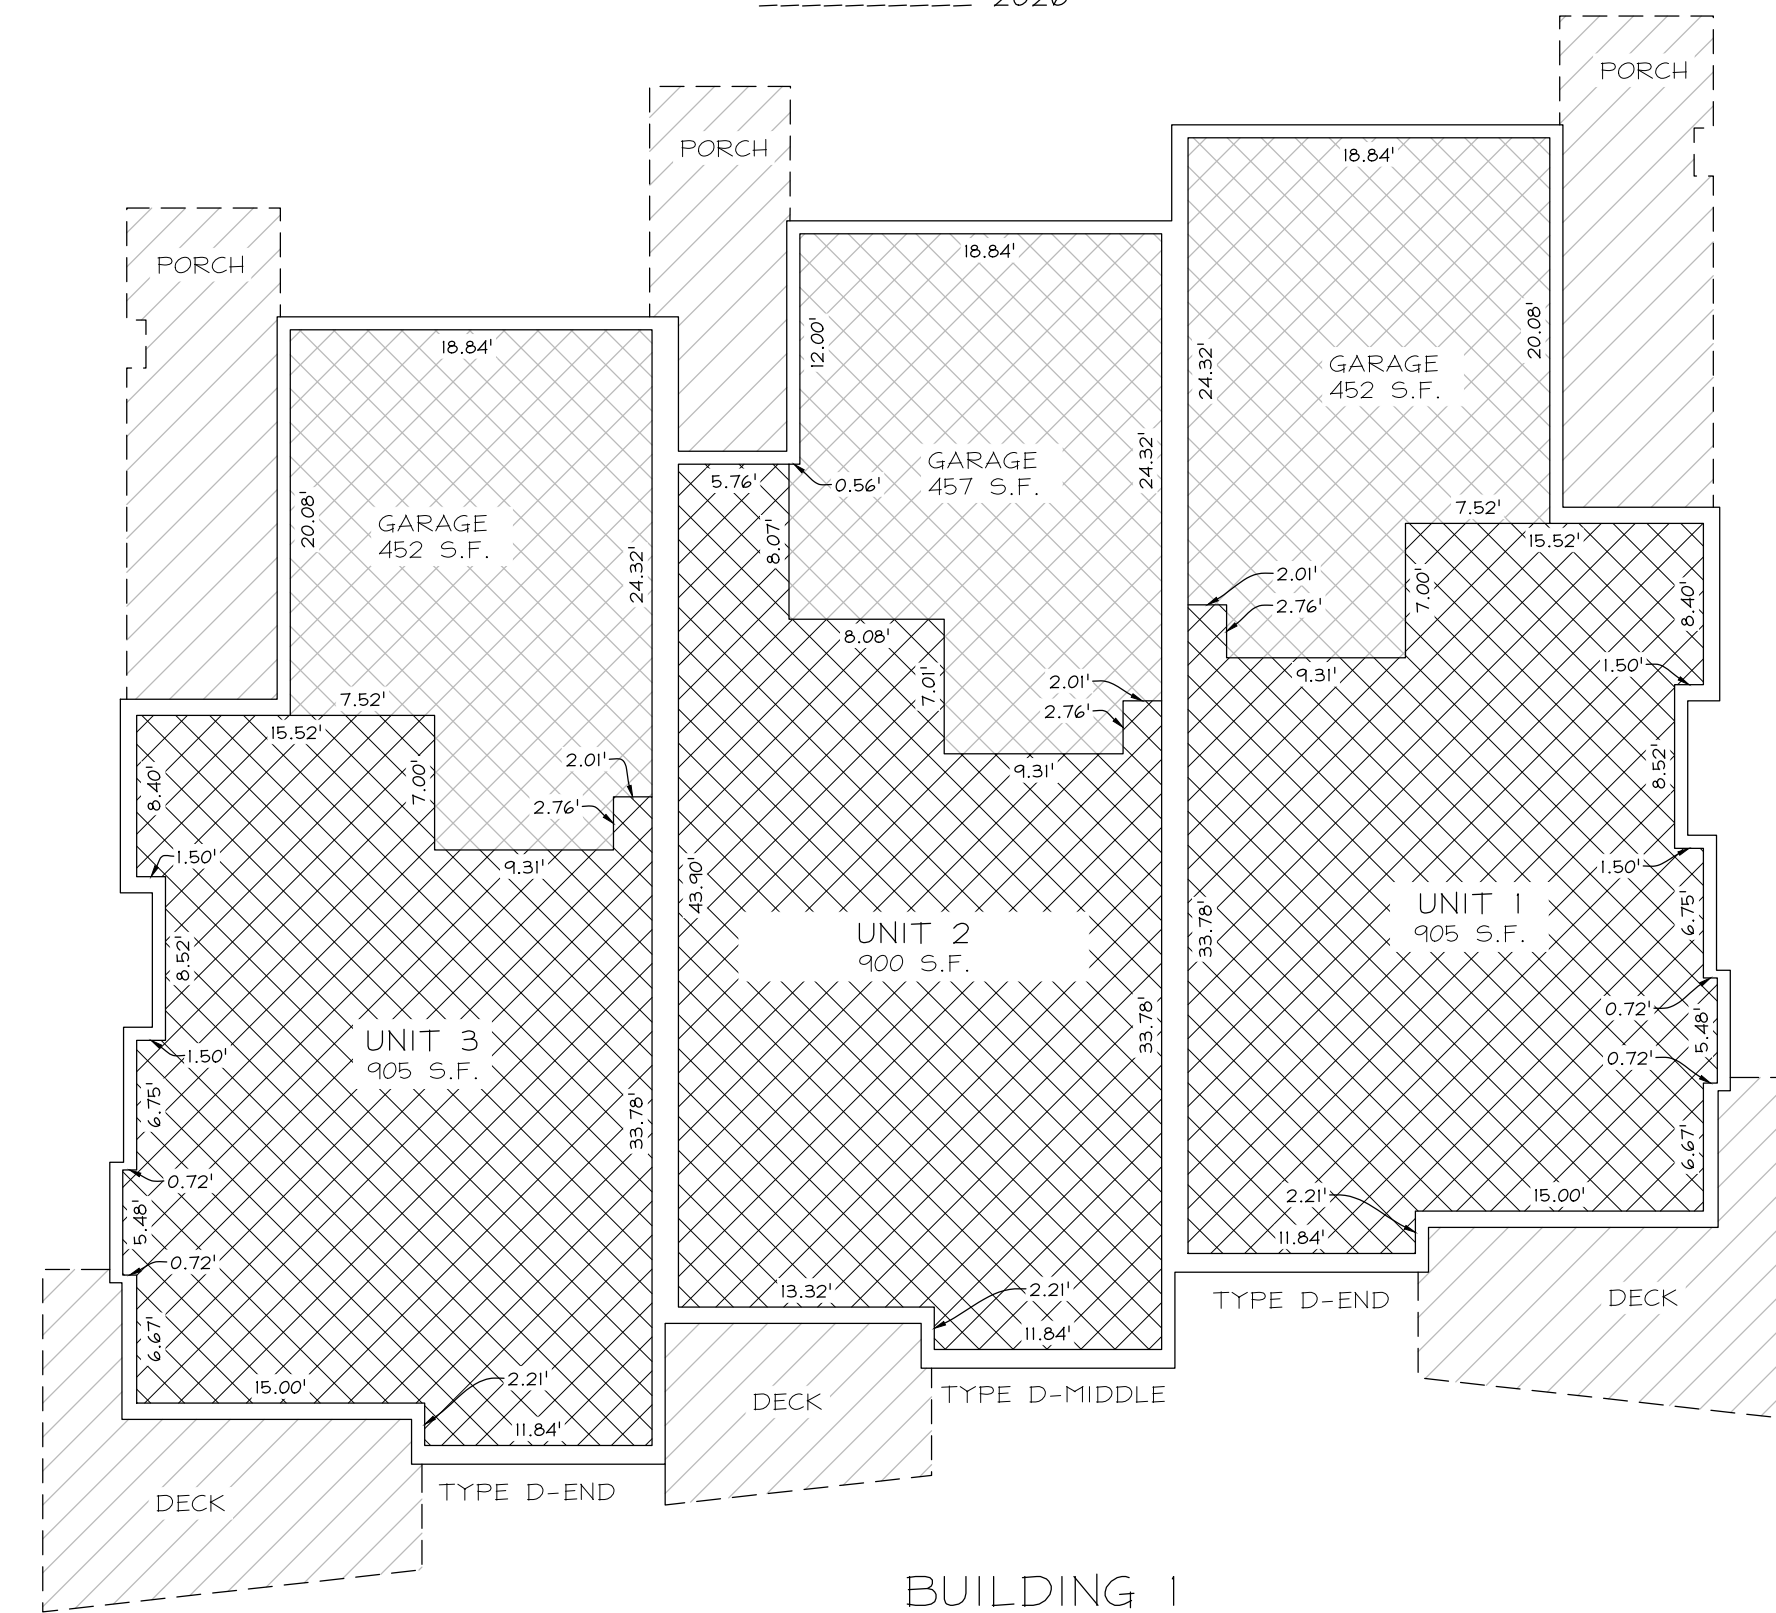 2020
PORCH
18.84'
20.08'
GARAGE
452 S.F.
24.32'
7.52'
15.52'
8.40'
7.00'
2.01'
2.76'
9.31'
1.50'
8.52'
1.50'
UNIT 3
905 S.F.
6.75'
33.78'
0.72'
5.48'
0.72'
6.67'
15.00'
2.21'
11.84'
DECK
TYPE D-END
PORCH
18.84'
12.00'
GARAGE
457 S.F.
24.32'
5.76'
0.56'
8.07'
8.08'
7.01'
2.01'
2.76'
9.31'
43.90'
UNIT 2
900 S.F.
33.78'
13.32'
2.21'
11.84'
DECK
TYPE D-MIDDLE
PORCH
18.84'
24.32'
20.08'
GARAGE
452 S.F.
7.52'
15.52'
2.01'
2.76'
7.00'
8.40'
9.31'
1.50'
8.52'
1.50'
UNIT 1
905 S.F.
33.78'
6.75'
0.72'
5.48'
0.72'
6.67'
2.21'
15.00'
11.84'
TYPE D-END
DECK
BUILDING 1